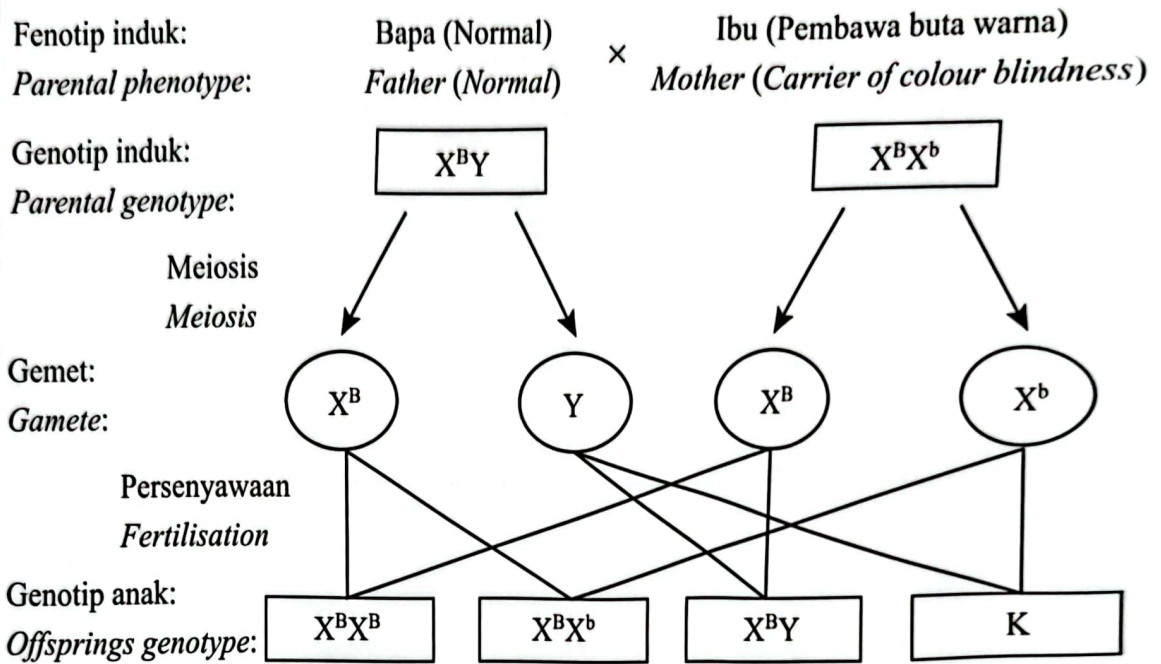 Fenotip induk: Bapa (Normal) × Ibu (Pembawa buta warna)
Parental phenotype: Father (Normal) Mother (Carrier of colour blindness)
Genotip induk: XᴮY XᴮXᵇ
Parental genotype:
Meiosis
Meiosis
Gemet: Xᴮ Y Xᴮ Xᵇ
Gamete:
Persenyawaan
Fertilisation
Genotip anak: XᴮXᴮ XᴮXᵇ XᴮY K
Offsprings genotype: